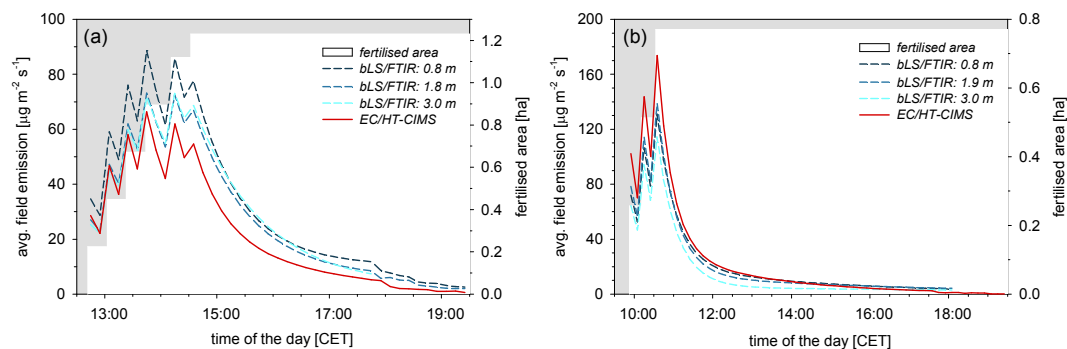 (a)
fertilised area
bLS/FTIR: 0.8 m
bLS/FTIR: 1.8 m
bLS/FTIR: 3.0 m
EC/HT-CIMS
avg. field emission [µg m⁻² s⁻¹]
100
80
60
40
20
0
1.2
1.0
0.8
0.6
0.4
0.2
0.0
fertilised area [ha]
13:00 15:00 17:00 19:00
time of the day [CET]
(b)
fertilised area
bLS/FTIR: 0.8 m
bLS/FTIR: 1.9 m
bLS/FTIR: 3.0 m
EC/HT-CIMS
avg. field emission [µg m⁻² s⁻¹]
200
160
120
80
40
0
0.8
0.6
0.4
0.2
0.0
fertilised area [ha]
10:00 12:00 14:00 16:00 18:00
time of the day [CET]